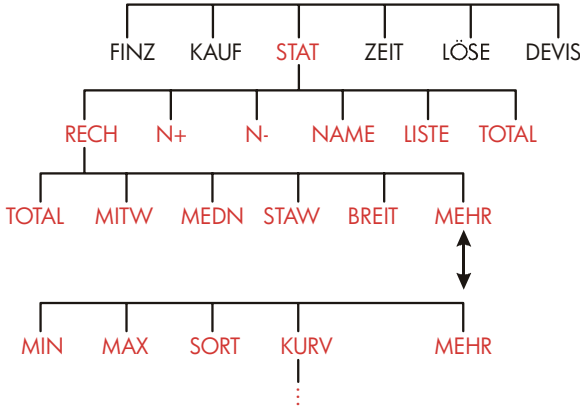 FINZ KAUF STAT ZEIT LÖSE DEVIS
RECH N+ N- NAME LISTE TOTAL
TOTAL MITW MEDN STAW BREIT MEHR
MIN MAX SORT KURV MEHR